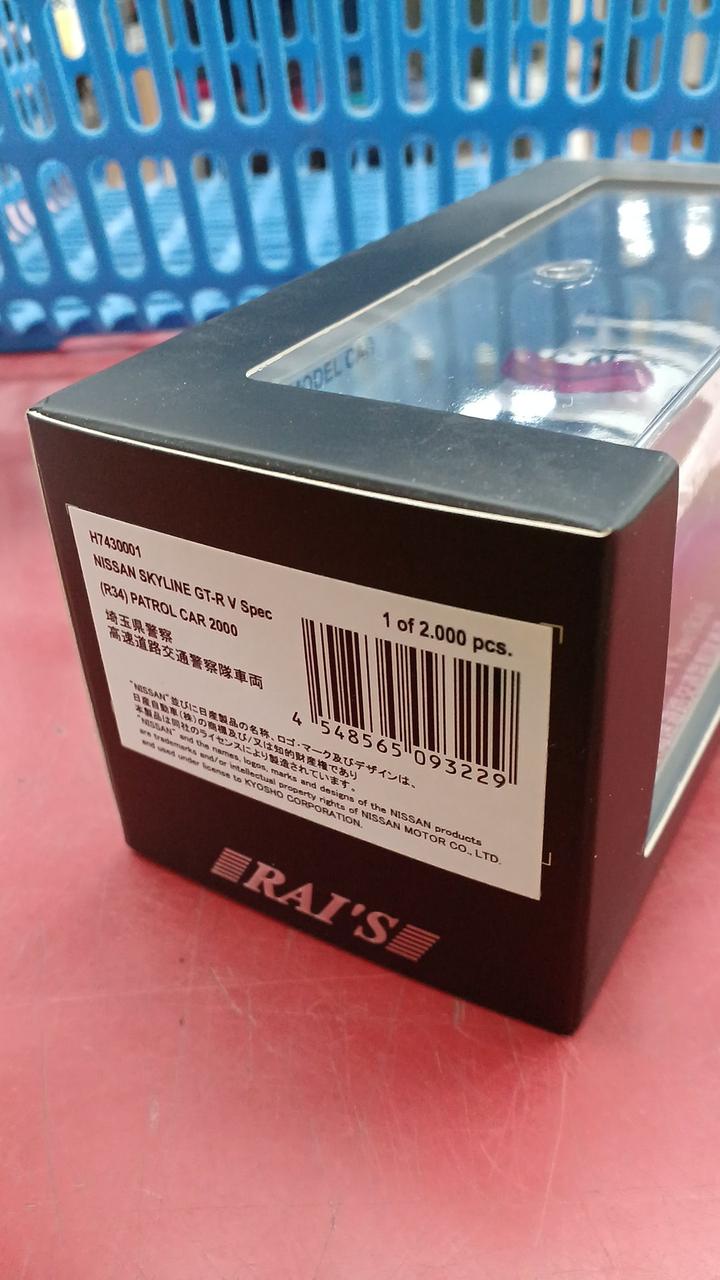 MODEL CAR
H7430001
NISSAN SKYLINE GT-R V Spec
(R34) PATROL CAR 2000
埼玉県警察
高速道路交通警察隊車両
1 of 2.000 pcs.
4 548565 093229
"NISSAN" 並びに日産製品の名称、ロゴ・マーク及びデザインは、
日産自動車(株)の商標及び/又は知的財産権であり
本製品は同社のライセンスにより製造されています。
"NISSAN" and the names, logos, marks and designs of the NISSAN products
are trademarks and/or intellectual property rights of NISSAN MOTOR CO., LTD.
and used under license to KYOSHO CORPORATION.
RAI'S